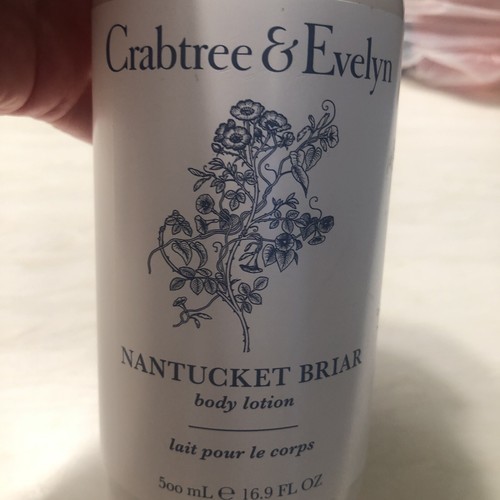 Crabtree & Evelyn
NANTUCKET BRIAR
body lotion
lait pour le corps
500 mL ℮ 16.9 FL OZ